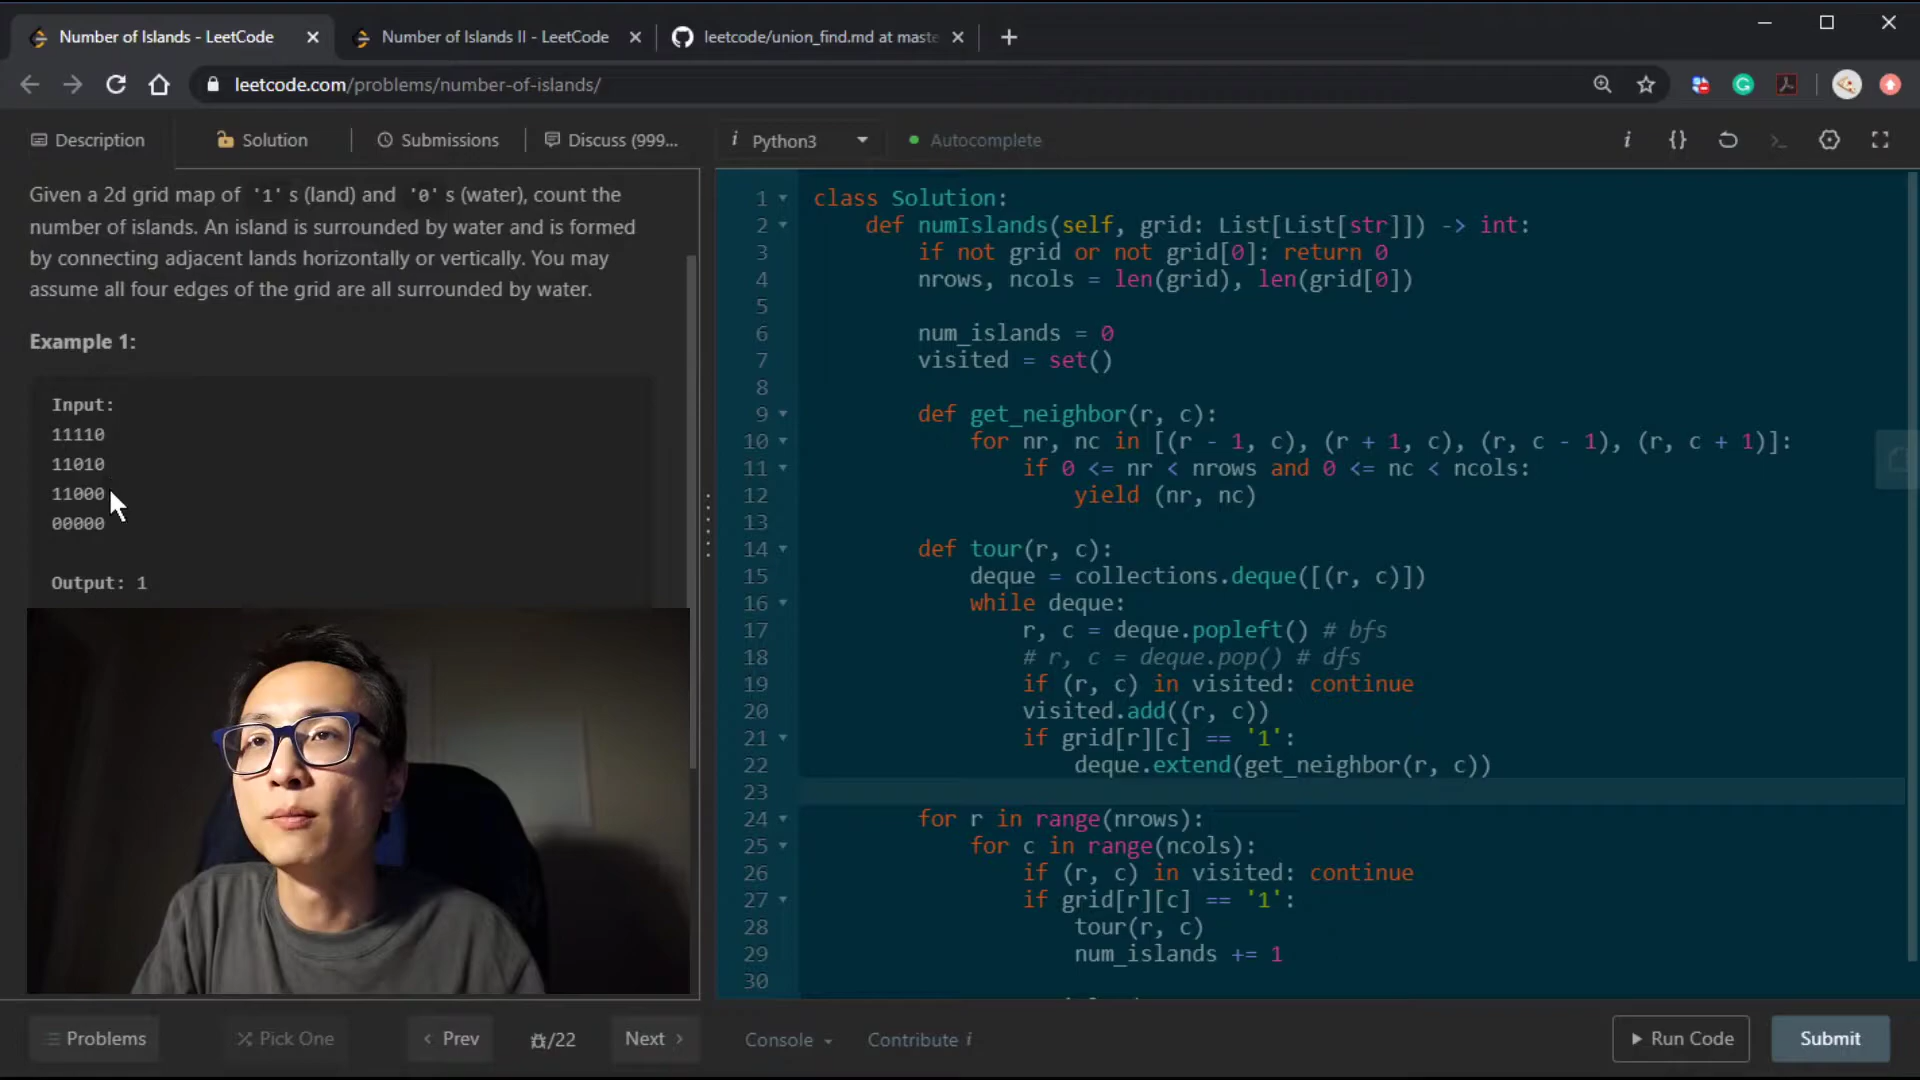 Number of Islands - LeetCode
Number of Islands II - LeetCode
leetcode/union_find.md at maste
leetcode.com/problems/number-of-islands/
Description
Solution
Submissions
Discuss (999...
i Python3
Autocomplete
Given a 2d grid map of '1' s (land) and '0' s (water), count the
number of islands. An island is surrounded by water and is formed
by connecting adjacent lands horizontally or vertically. You may
assume all four edges of the grid are all surrounded by water.
Example 1:
Input:
11110
11010
11000
00000
Output: 1
1 class Solution:
2 def numIslands(self, grid: List[List[str]]) -> int:
3 if not grid or not grid[0]: return 0
4 nrows, ncols = len(grid), len(grid[0])
5
6 num_islands = 0
7 visited = set()
8
9 def get_neighbor(r, c):
10 for nr, nc in [(r - 1, c), (r + 1, c), (r, c - 1), (r, c + 1)]:
11 if 0 <= nr < nrows and 0 <= nc < ncols:
12 yield (nr, nc)
13
14 def tour(r, c):
15 deque = collections.deque([(r, c)])
16 while deque:
17 r, c = deque.popleft() # bfs
18 # r, c = deque.pop() # dfs
19 if (r, c) in visited: continue
20 visited.add((r, c))
21 if grid[r][c] == '1':
22 deque.extend(get_neighbor(r, c))
23
24 for r in range(nrows):
25 for c in range(ncols):
26 if (r, c) in visited: continue
27 if grid[r][c] == '1':
28 tour(r, c)
29 num_islands += 1
30
Problems
Pick One
Prev
/22
Next
Console
Contribute i
Run Code
Submit